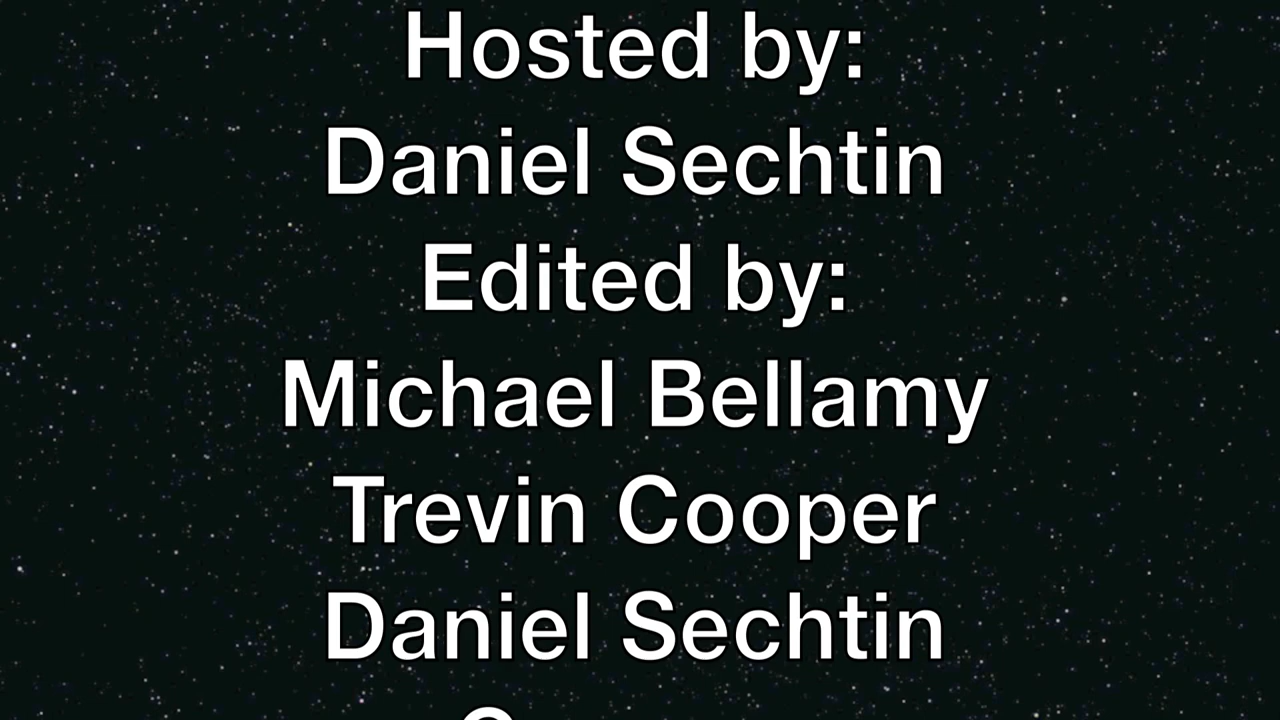 Hosted by:
Daniel Sechtin
Edited by:
Michael Bellamy
Trevin Cooper
Daniel Sechtin